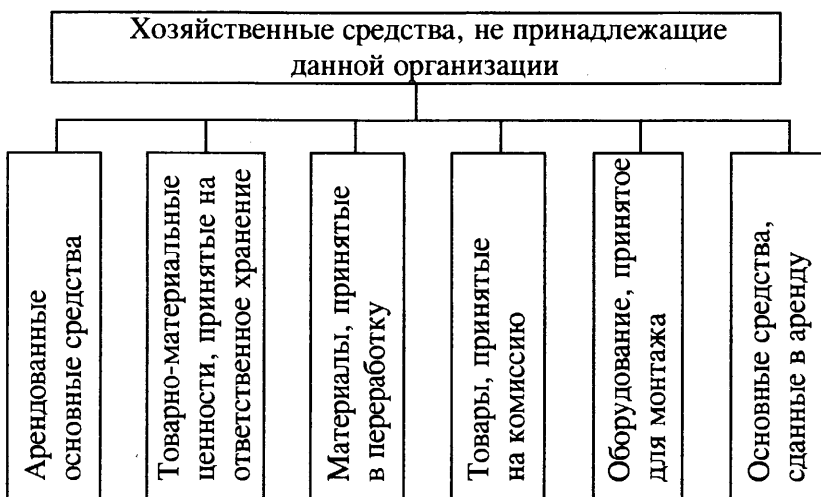 Хозяйственные средства, не принадлежащие
данной организации
Арендованные
основные средства
Товарно-материальные
ценности, принятые на
ответственное хранение
Материалы, принятые
в переработку
Товары, принятые
на комиссию
Оборудование, принятое
для монтажа
Основные средства,
сданные в аренду